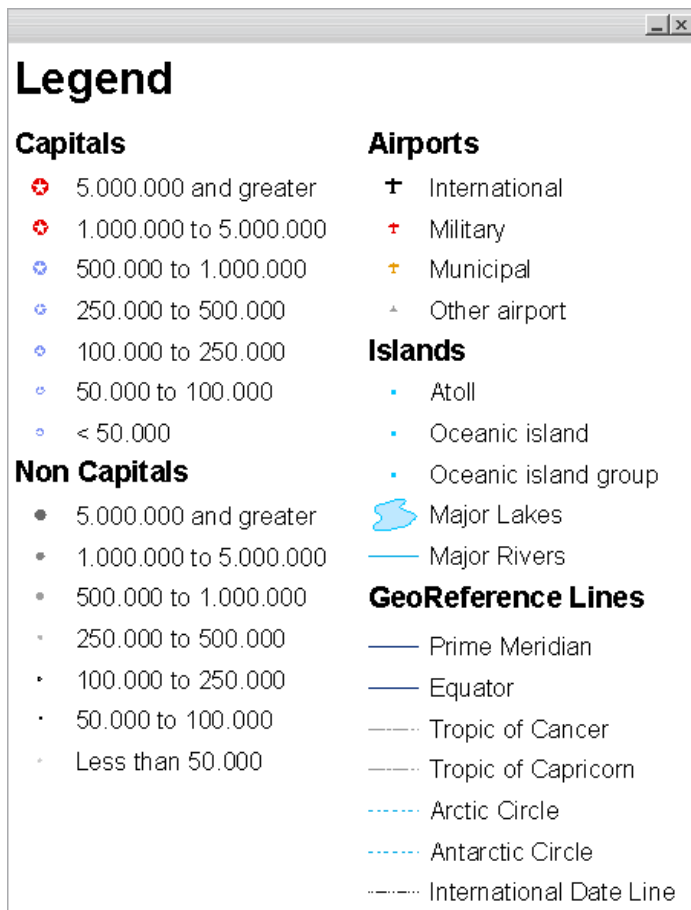 Legend
Capitals
5.000.000 and greater
1.000.000 to 5.000.000
500.000 to 1.000.000
250.000 to 500.000
100.000 to 250.000
50.000 to 100.000
< 50.000
Non Capitals
5.000.000 and greater
1.000.000 to 5.000.000
500.000 to 1.000.000
250.000 to 500.000
100.000 to 250.000
50.000 to 100.000
Less than 50.000
Airports
International
Military
Municipal
Other airport
Islands
Atoll
Oceanic island
Oceanic island group
Major Lakes
Major Rivers
GeoReference Lines
Prime Meridian
Equator
Tropic of Cancer
Tropic of Capricorn
Arctic Circle
Antarctic Circle
International Date Line